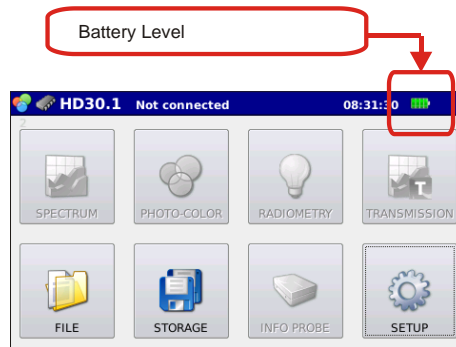 Battery Level
HD30.1 Not connected 08:31:30
2
SPECTRUM PHOTO-COLOR RADIOMETRY TRANSMISSION
T
FILE STORAGE INFO PROBE SETUP